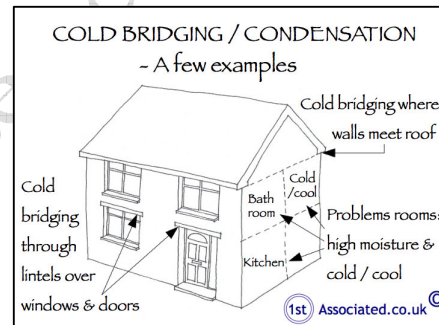 COLD BRIDGING / CONDENSATION
- A few examples
Cold bridging where
walls meet roof
Cold
bridging
through
lintels over
windows & doors
Cold
/cool
Bath
room
Kitchen
Problems rooms:
high moisture &
cold / cool
1st Associated.co.uk ©